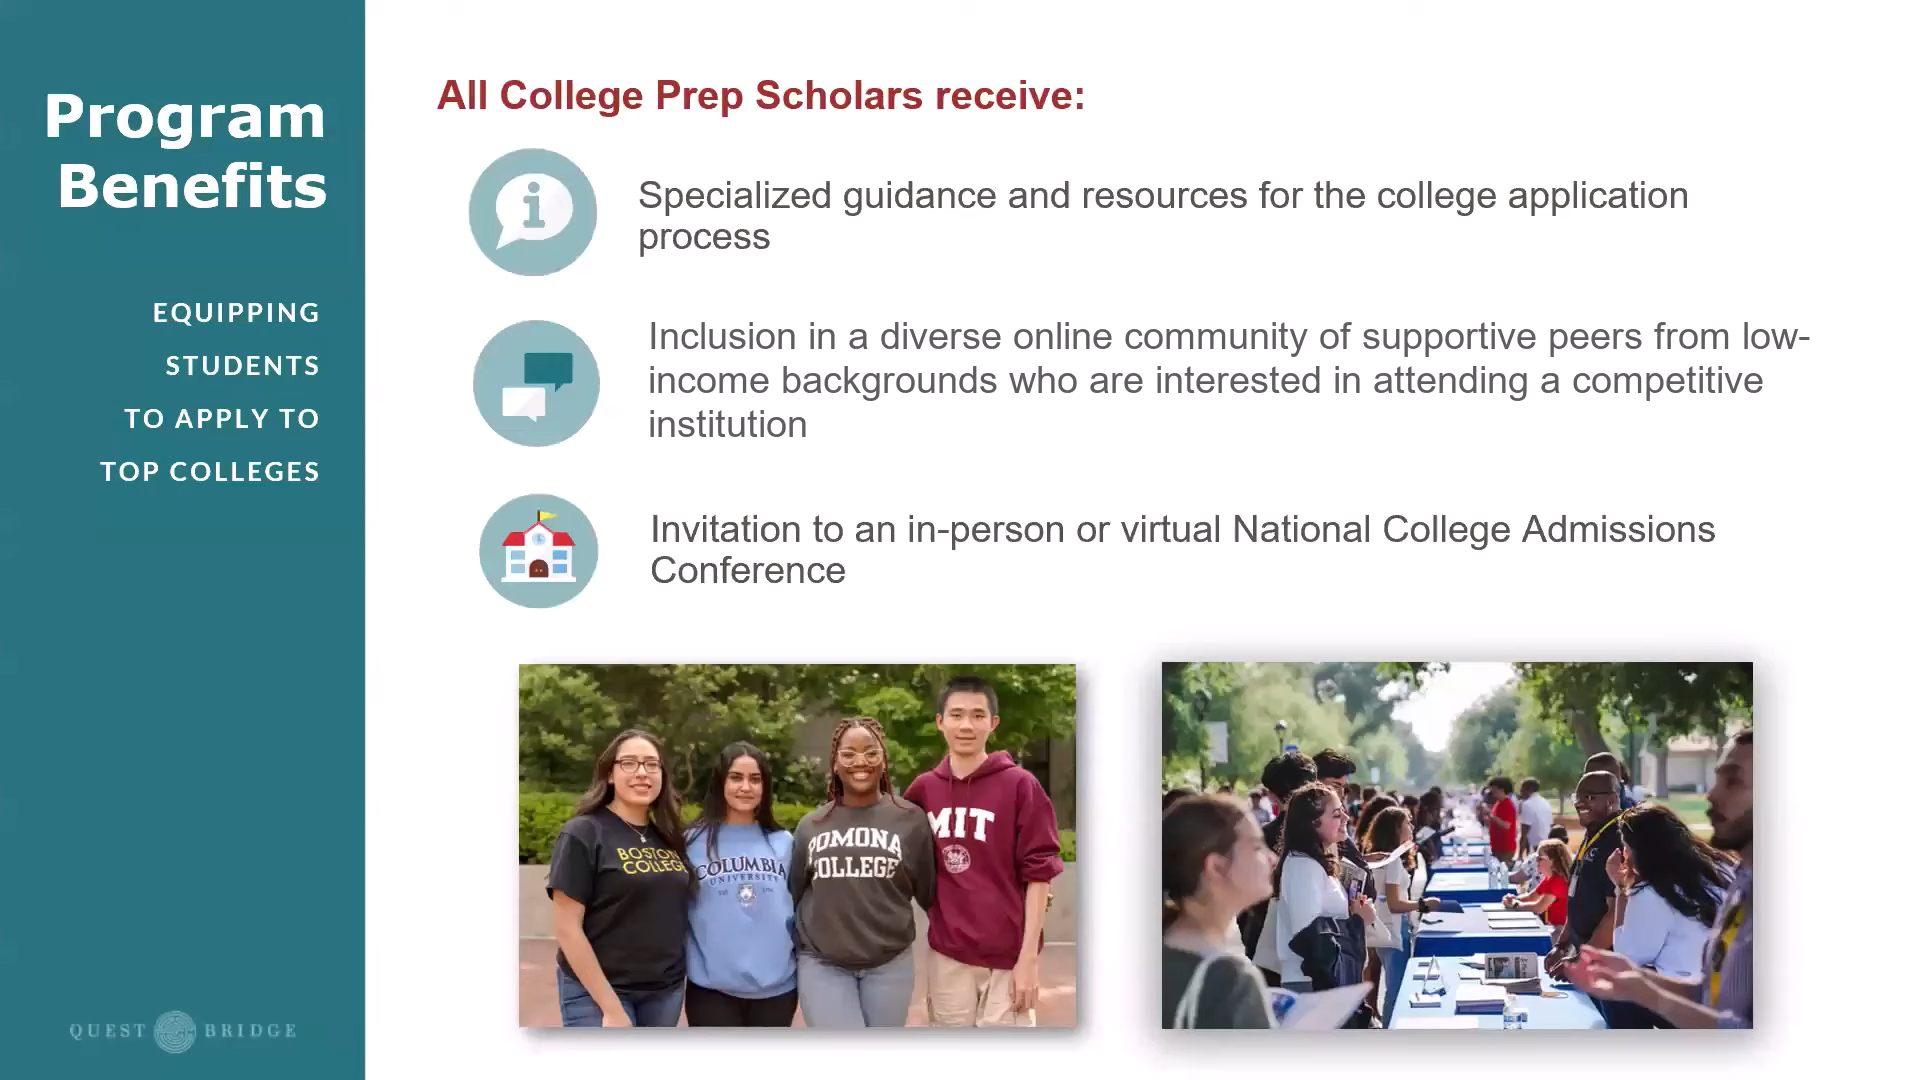 Program
Benefits
EQUIPPING
STUDENTS
TO APPLY TO
TOP COLLEGES
QUEST BRIDGE
All College Prep Scholars receive:
Specialized guidance and resources for the college application
process
Inclusion in a diverse online community of supportive peers from low-
income backgrounds who are interested in attending a competitive
institution
Invitation to an in-person or virtual National College Admissions
Conference
BOSTON
COLLEGE
COLUMBIA
UNIVERSITY
POMONA
COLLEGE
MIT